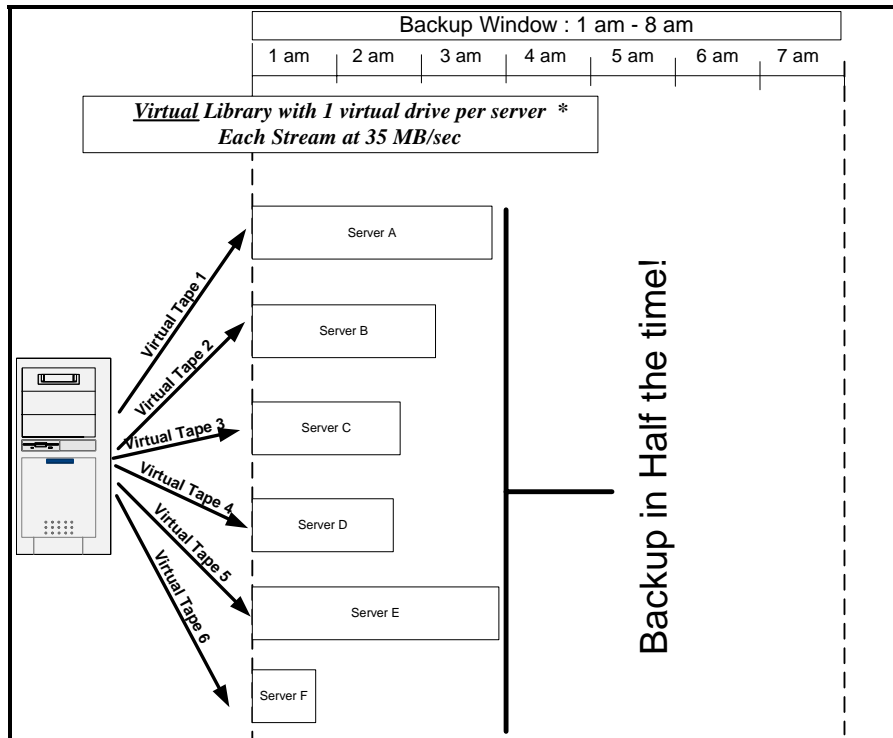 Backup Window : 1 am - 8 am
1 am 2 am 3 am 4 am 5 am 6 am 7 am
Virtual Library with 1 virtual drive per server *
Each Stream at 35 MB/sec
Server A
Virtual Tape 1
Server B
Virtual Tape 2
Server C
Virtual Tape 3
Server D
Virtual Tape 4
Virtual Tape 5
Server E
Virtual Tape 6
Server F
Backup in Half the time!